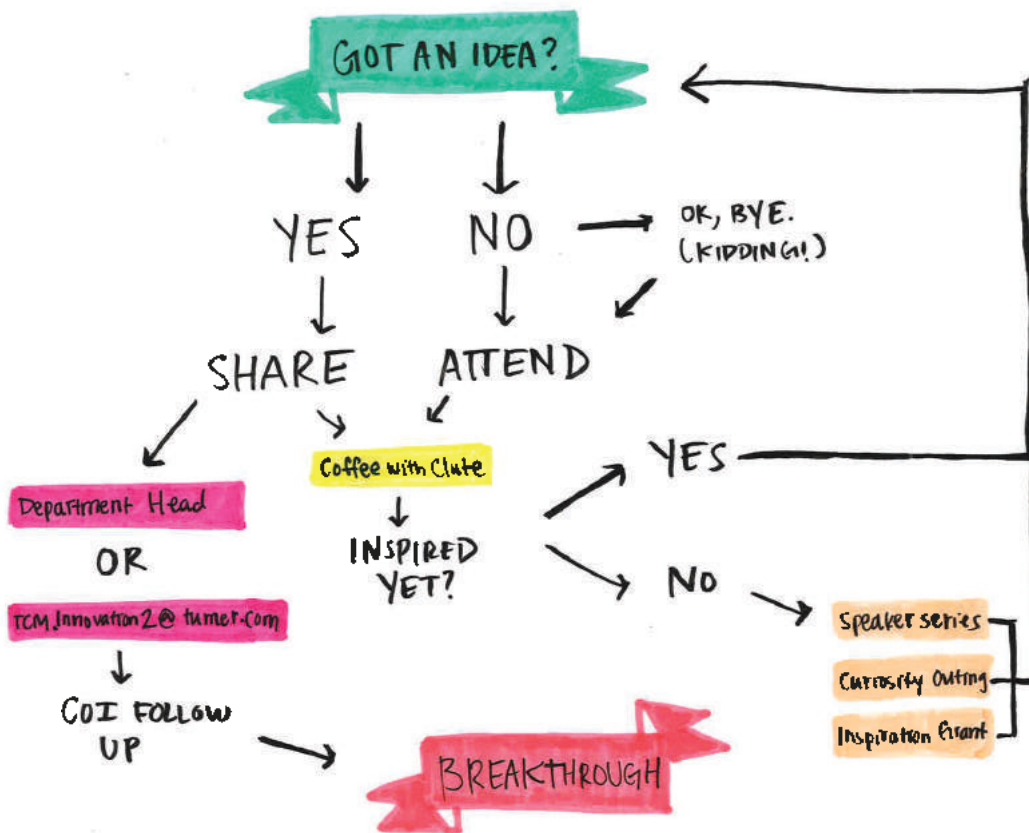 GOT AN IDEA?
YES
NO
OK, BYE.
(KIDDING!)
SHARE
ATTEND
Coffee with Clute
YES
Department Head
OR
INSPIRED
YET?
NO
TCM.Innovation2@turner.com
Speaker series
Curiosity Outing
Inspiration Grant
COI FOLLOW
UP
BREAKTHROUGH